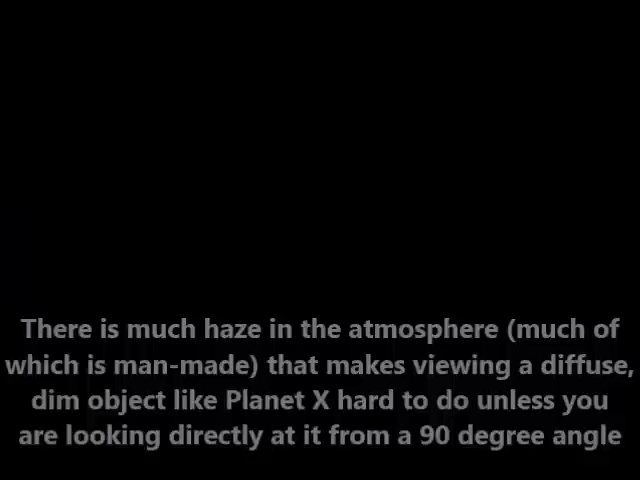 There is much haze in the atmosphere (much of
which is man-made) that makes viewing a diffuse,
dim object like Planet X hard to do unless you
are looking directly at it from a 90 degree angle